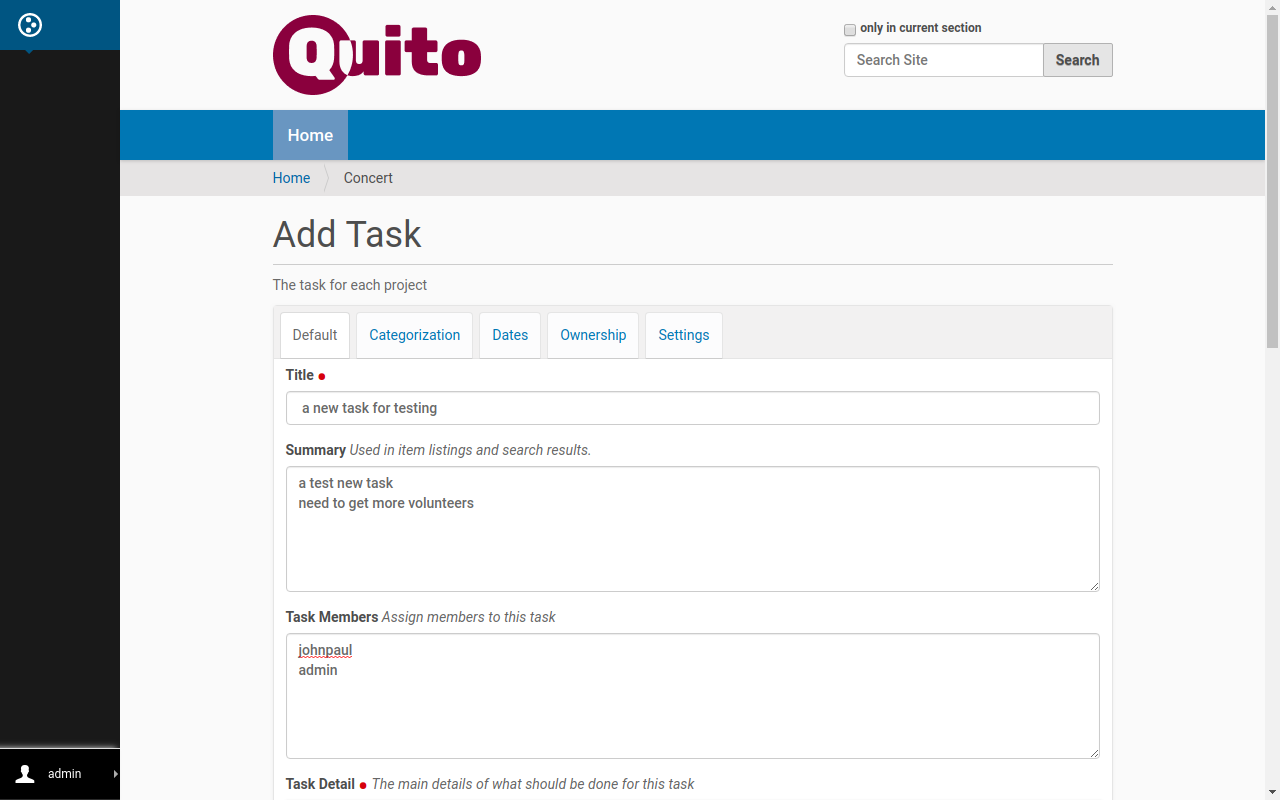 Quito
only in current section
Search Site
Search
Home
Home
Concert
Add Task
The task for each project
Default
Categorization
Dates
Ownership
Settings
Title
a new task for testing
Summary Used in item listings and search results.
a test new task
need to get more volunteers
Task Members Assign members to this task
johnpaul
admin
Task Detail The main details of what should be done for this task
admin